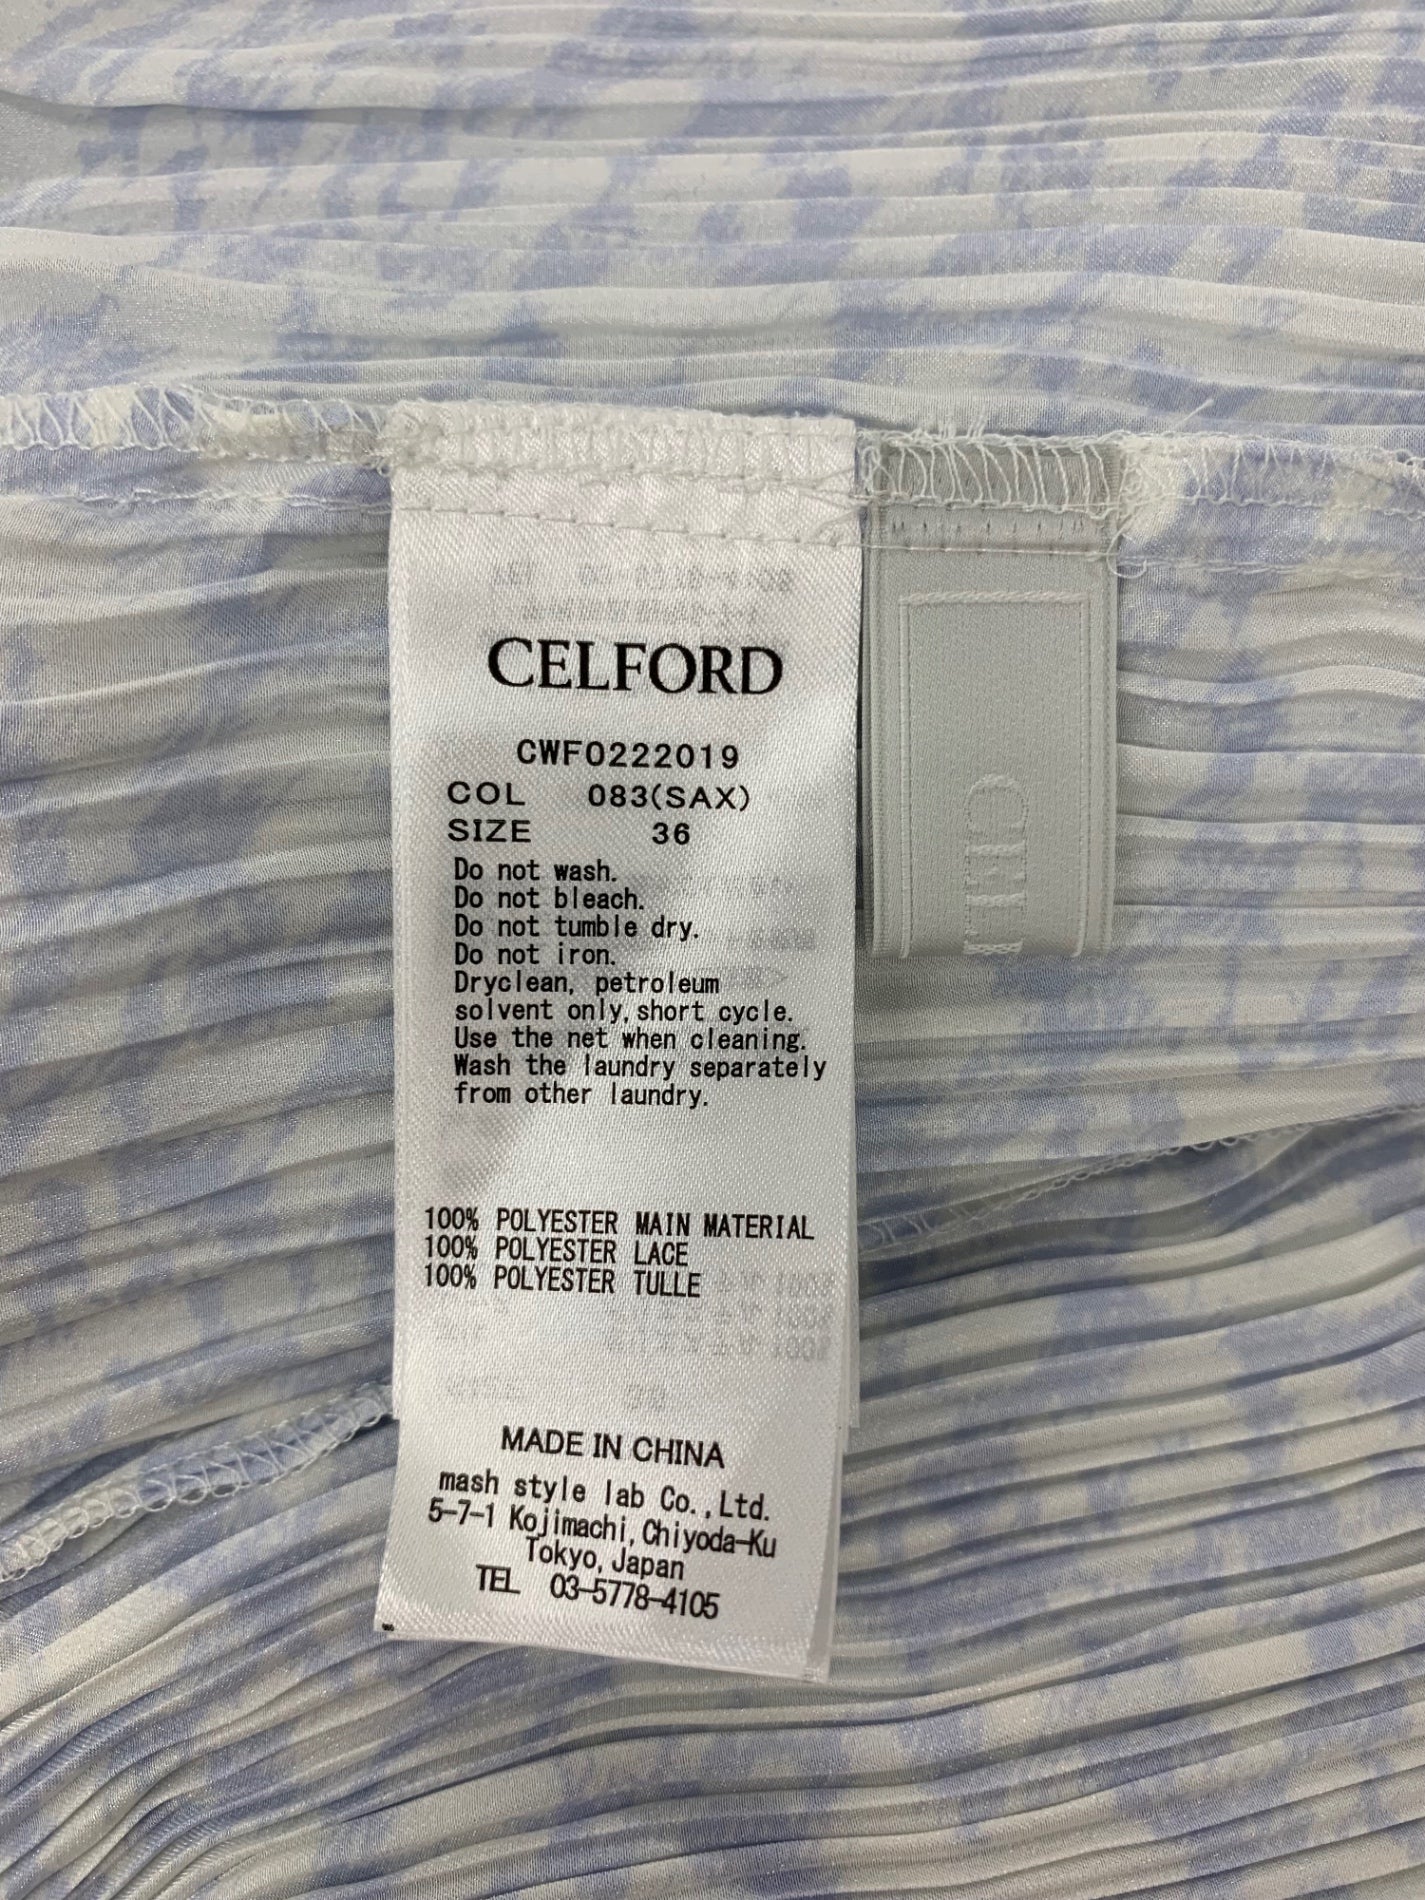 CELFORD
CWF0222019
COL 083(SAX)
SIZE 36
Do not wash.
Do not bleach.
Do not tumble dry.
Do not iron.
Dryclean, petroleum
solvent only,short cycle.
Use the net when cleaning.
Wash the laundry separately
from other laundry.
100% POLYESTER MAIN MATERIAL
100% POLYESTER LACE
100% POLYESTER TULLE
MADE IN CHINA
mash style lab Co.,Ltd.
5-7-1 Kojimachi,Chiyoda-Ku
Tokyo,Japan
TEL 03-5778-4105
CEL